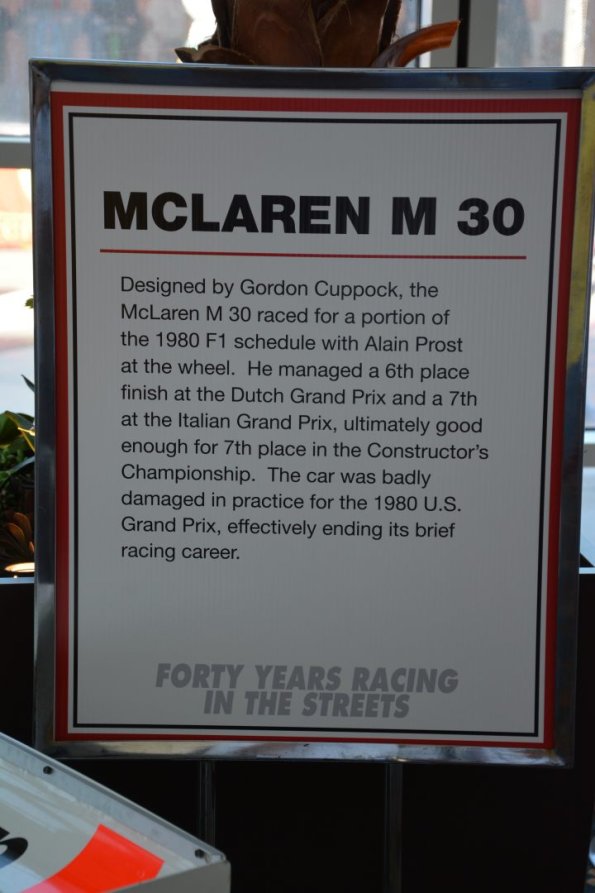 MCLAREN M 30
Designed by Gordon Cuppock, the
McLaren M 30 raced for a portion of
the 1980 F1 schedule with Alain Prost
at the wheel.  He managed a 6th place
finish at the Dutch Grand Prix and a 7th
at the Italian Grand Prix, ultimately good
enough for 7th place in the Constructor's
Championship.  The car was badly
damaged in practice for the 1980 U.S.
Grand Prix, effectively ending its brief
racing career.
FORTY YEARS RACING
IN THE STREETS